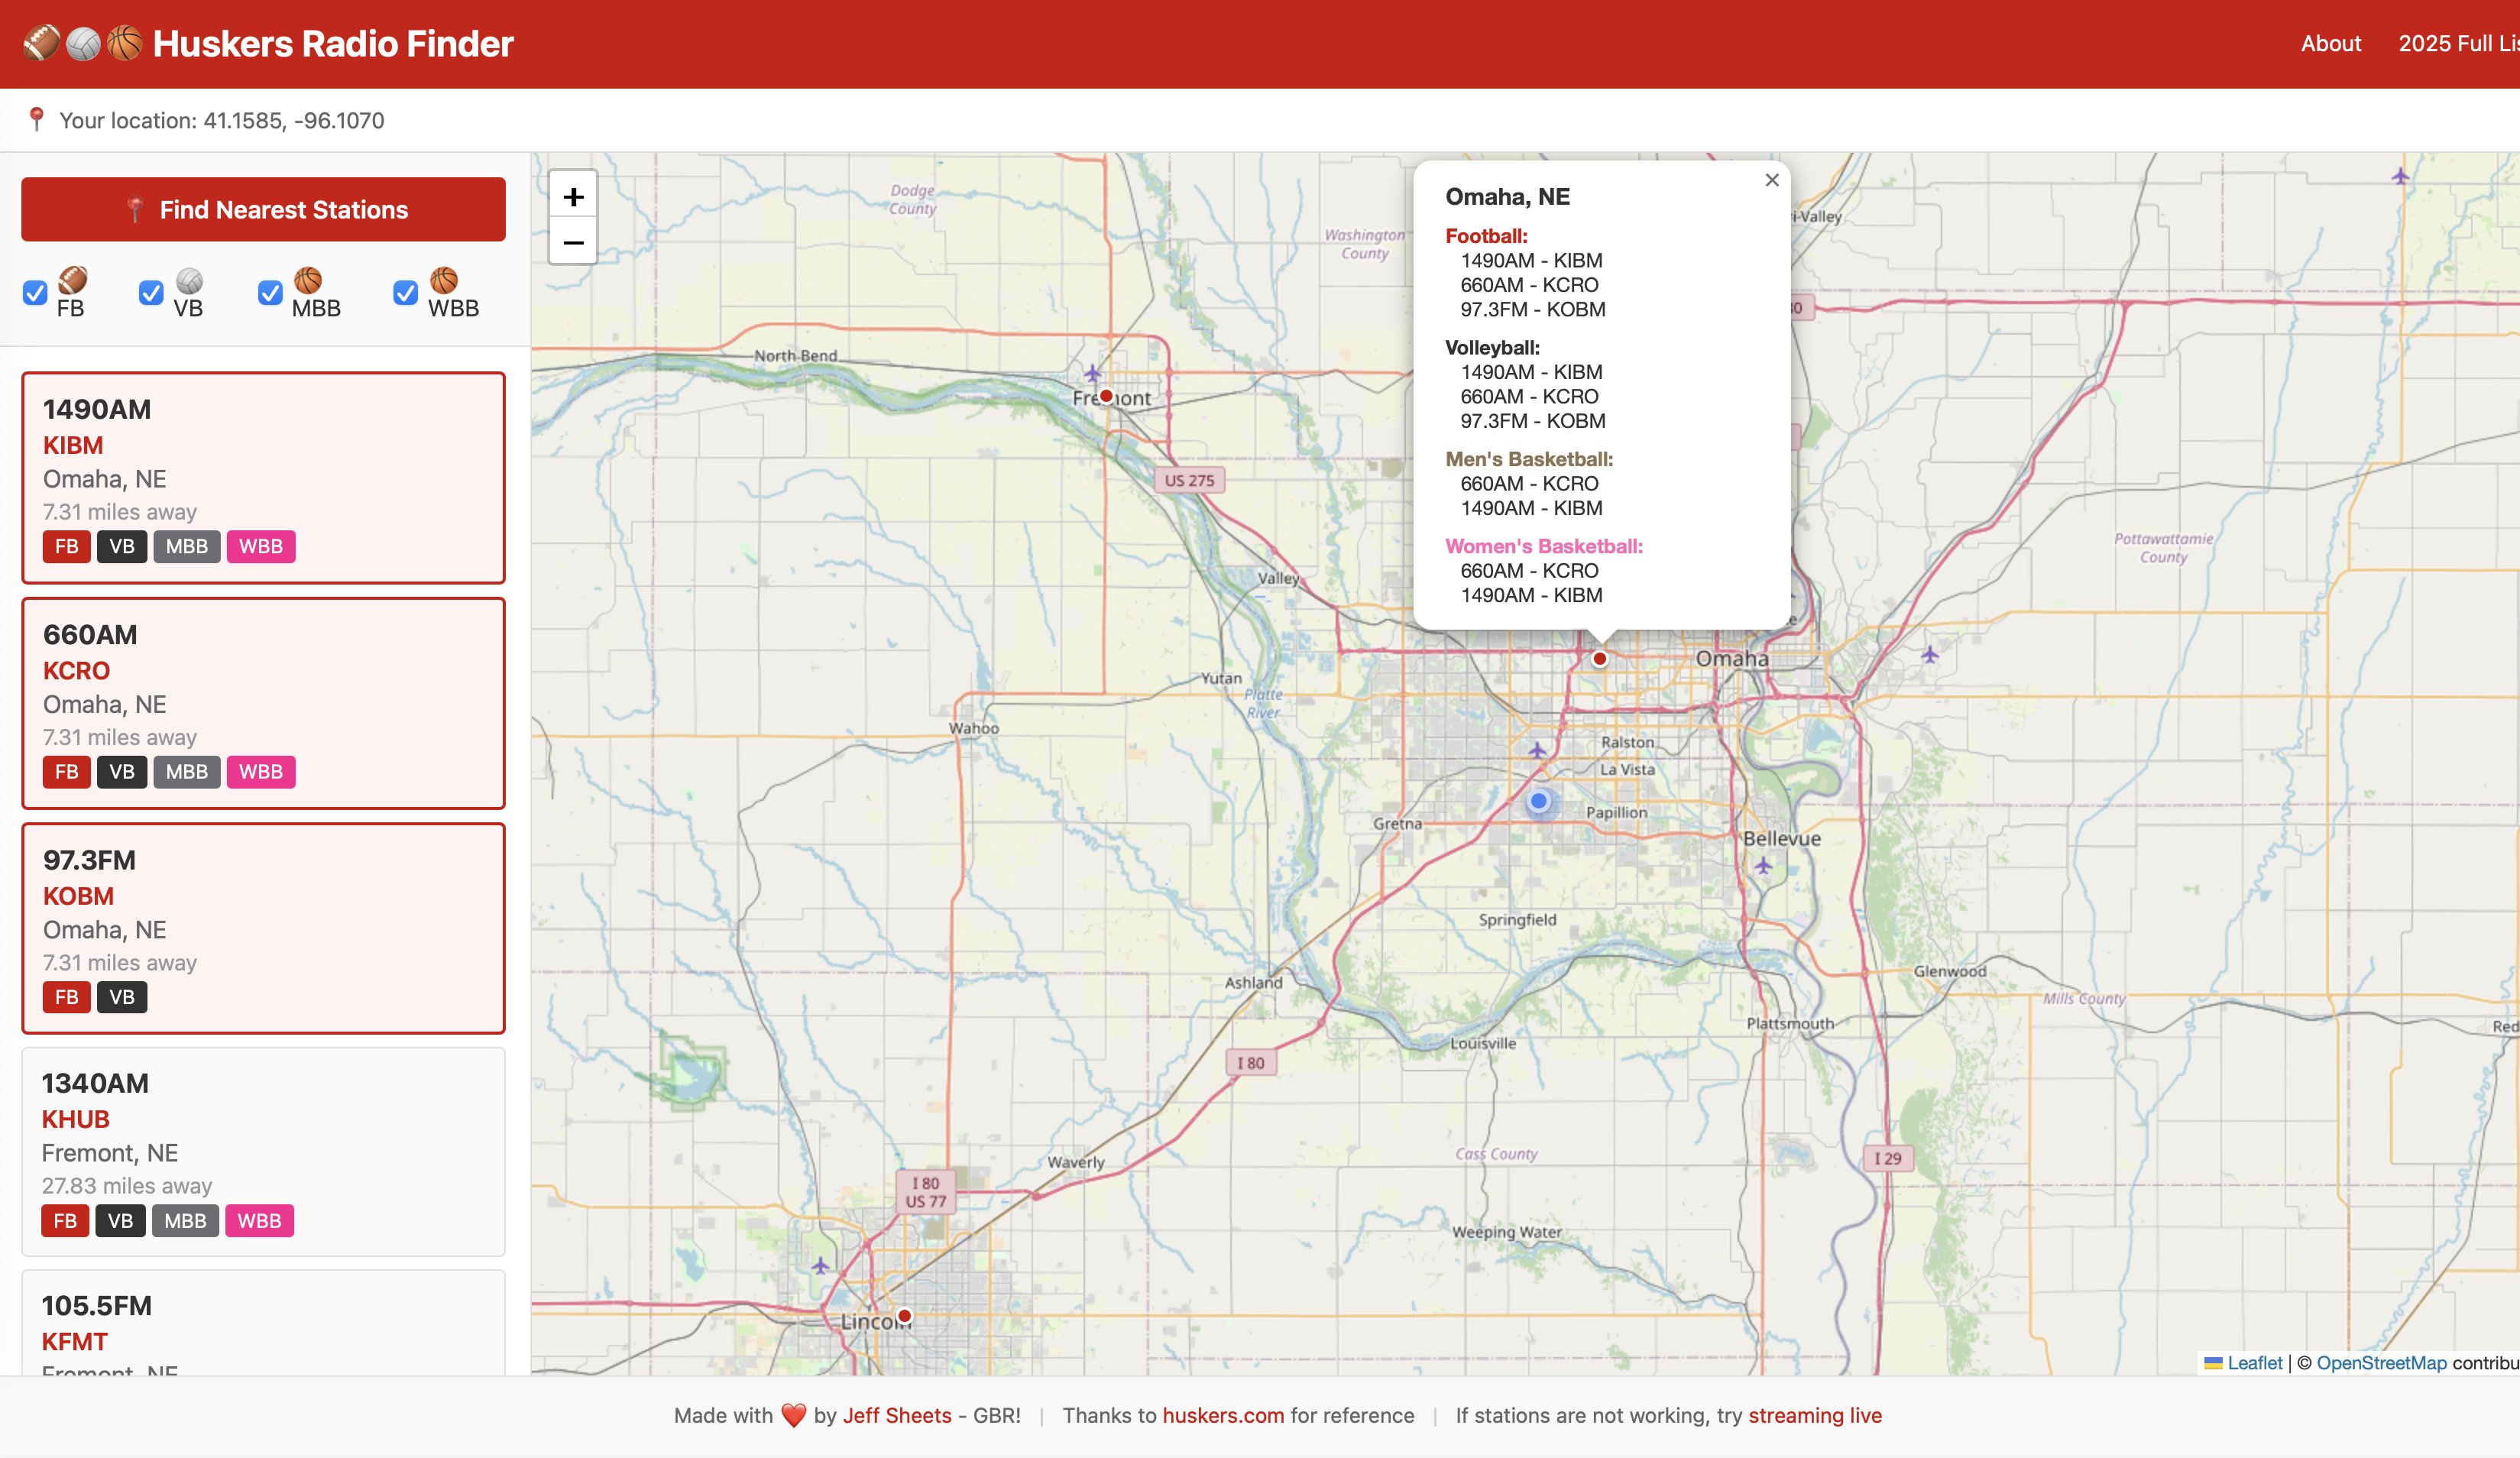 Huskers Radio Finder
About
2025 Full Lis
Your location: 41.1585, -96.1070
Find Nearest Stations
FB
VB
MBB
WBB
1490AM
KIBM
Omaha, NE
7.31 miles away
FB VB MBB WBB
660AM
KCRO
Omaha, NE
7.31 miles away
FB VB MBB WBB
97.3FM
KOBM
Omaha, NE
7.31 miles away
FB VB
1340AM
KHUB
Fremont, NE
27.83 miles away
FB VB MBB WBB
105.5FM
KFMT
Fremont, NE
+
−
Omaha, NE
Football:
1490AM - KIBM
660AM - KCRO
97.3FM - KOBM
Volleyball:
1490AM - KIBM
660AM - KCRO
97.3FM - KOBM
Men's Basketball:
660AM - KCRO
1490AM - KIBM
Women's Basketball:
660AM - KCRO
1490AM - KIBM
Dodge
County
Washington
County
i-Valley
30
North Bend
Fremont
US 275
Pottawattamie
County
Valley
Omaha
Yutan
Platte
River
Wahoo
Ralston
La Vista
Papillion
Gretna
Bellevue
Springfield
Ashland
Glenwood
Mills County
Plattsmouth
Red
Louisville
I 80
Cass County
Waverly
I 29
I 80
US 77
Weeping Water
Lincoln
Leaflet | © OpenStreetMap contribu
Made with ❤️ by Jeff Sheets - GBR! | Thanks to huskers.com for reference | If stations are not working, try streaming live